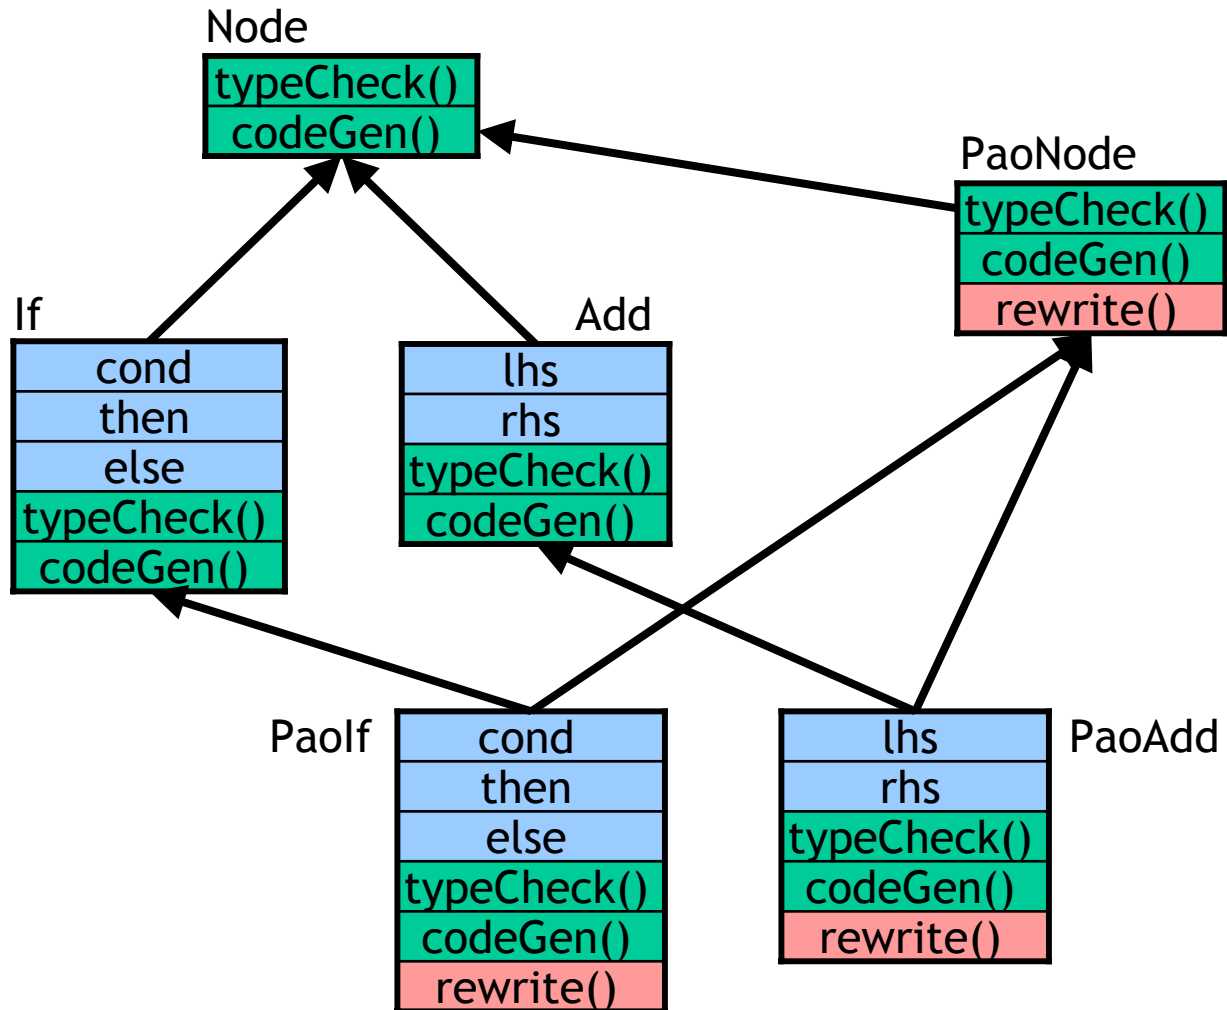 Node
typeCheck()
codeGen()
PaoNode
typeCheck()
codeGen()
rewrite()
If
cond
then
else
typeCheck()
codeGen()
Add
lhs
rhs
typeCheck()
codeGen()
PaoIf
cond
then
else
typeCheck()
codeGen()
rewrite()
PaoAdd
lhs
rhs
typeCheck()
codeGen()
rewrite()